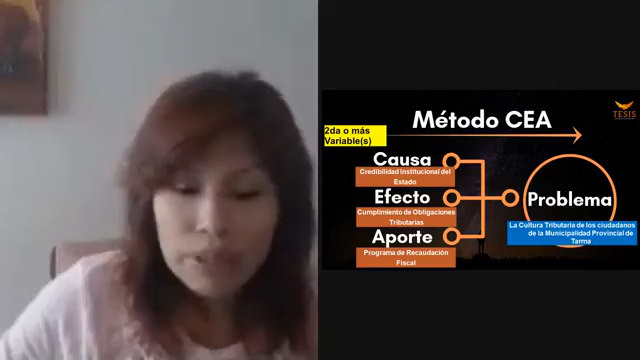 TESIS
Método CEA
2da o más
Variable(s)
Causa
Credibilidad Institucional del
Estado
Efecto
Cumplimiento de Obligaciones
Tributarias
Aporte
Programa de Recaudación
Fiscal
Problema
La Cultura Tributaria de los ciudadanos
de la Municipalidad Provincial de
Tarma